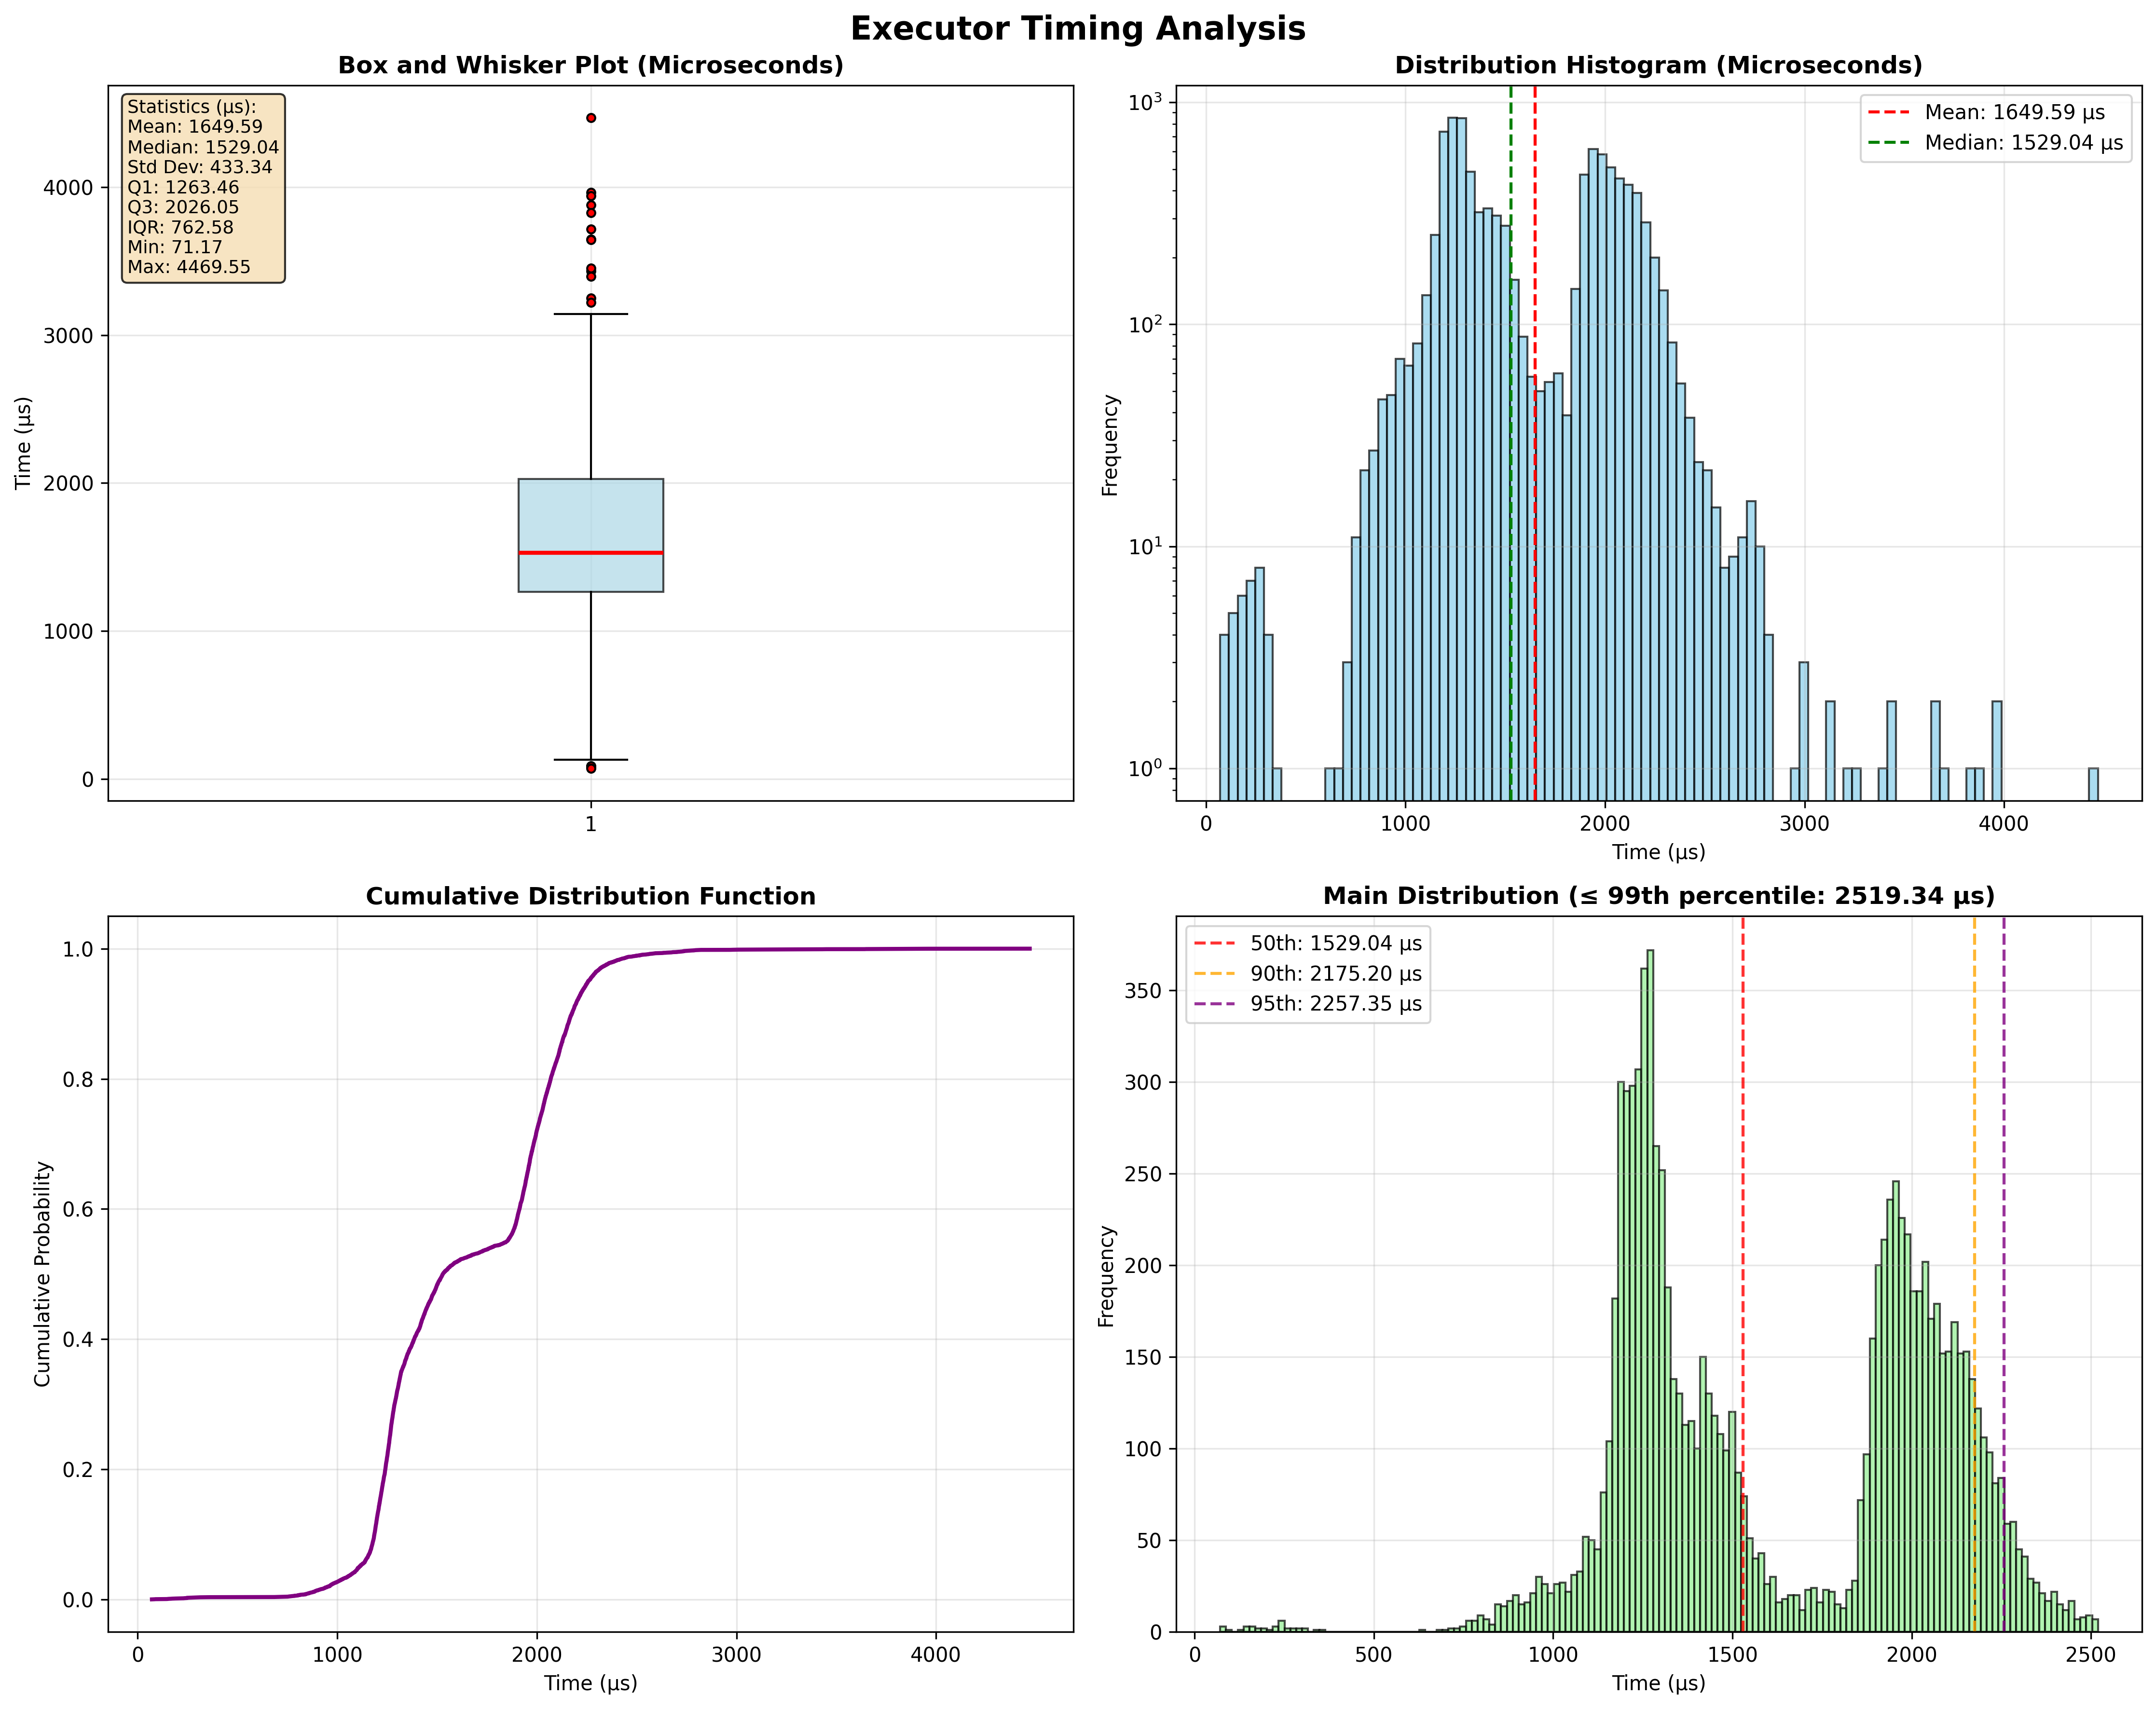 Executor Timing Analysis
Box and Whisker Plot (Microseconds)
Statistics (µs):
Mean: 1649.59
Median: 1529.04
Std Dev: 433.34
Q1: 1263.46
Q3: 2026.05
IQR: 762.58
Min: 71.17
Max: 4469.55
Time (µs)
4000
3000
2000
1000
0
1
Distribution Histogram (Microseconds)
Mean: 1649.59 µs
Median: 1529.04 µs
Frequency
10³
10²
10¹
10⁰
0 1000 2000 3000 4000
Time (µs)
Cumulative Distribution Function
Cumulative Probability
1.0
0.8
0.6
0.4
0.2
0.0
0 1000 2000 3000 4000
Time (µs)
Main Distribution (≤ 99th percentile: 2519.34 µs)
50th: 1529.04 µs
90th: 2175.20 µs
95th: 2257.35 µs
Frequency
350
300
250
200
150
100
50
0
0 500 1000 1500 2000 2500
Time (µs)